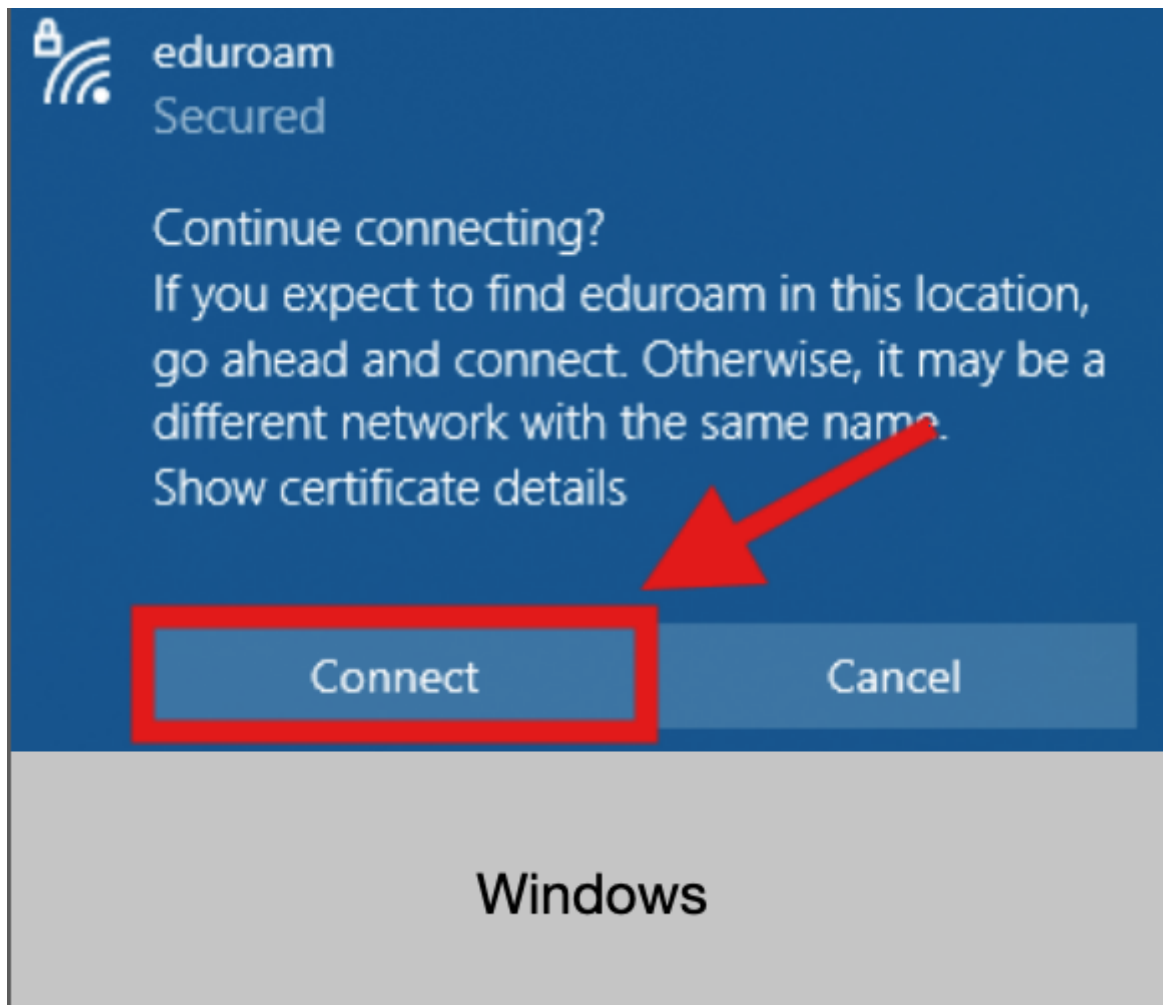 eduroam
Secured
Continue connecting?
If you expect to find eduroam in this location,
go ahead and connect. Otherwise, it may be a
different network with the same name.
Show certificate details
Connect
Cancel
Windows